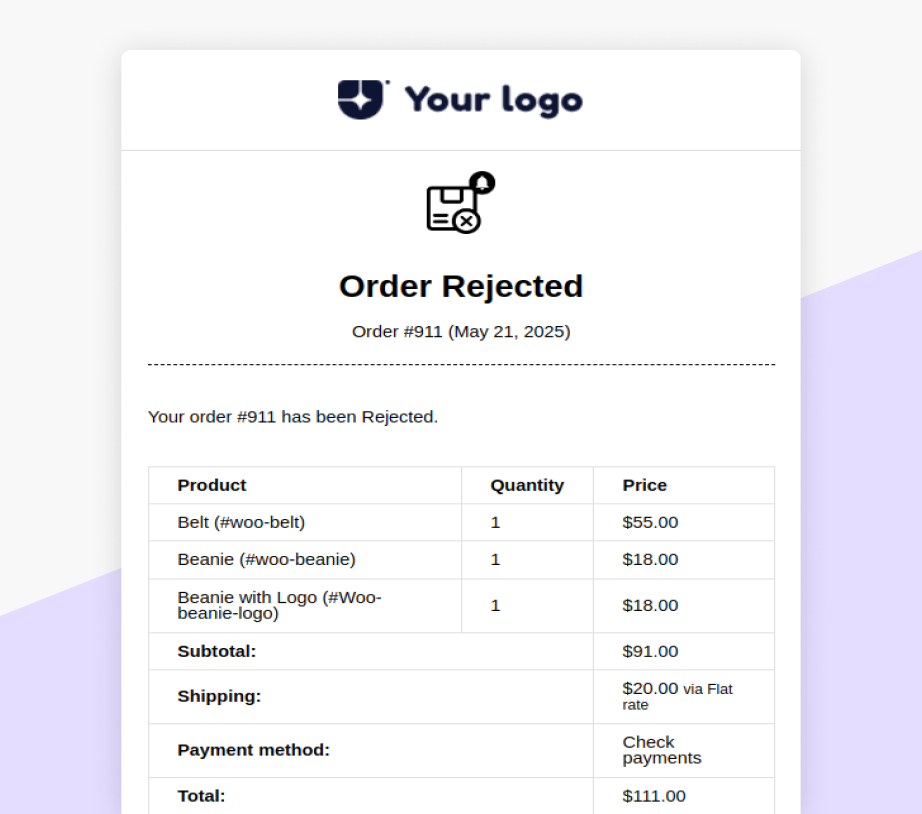 Your logo
Order Rejected
Order #911 (May 21, 2025)
Your order #911 has been Rejected.
Product Quantity Price
Belt (#woo-belt) 1 $55.00
Beanie (#woo-beanie) 1 $18.00
Beanie with Logo (#Woo-
beanie-logo) 1 $18.00
Subtotal: $91.00
Shipping: $20.00 via Flat
rate
Payment method: Check
payments
Total: $111.00